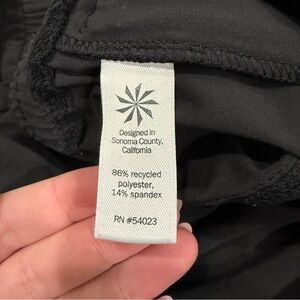 Designed in
Sonoma County,
California
86% recycled
polyester,
14% spandex
RN #54023